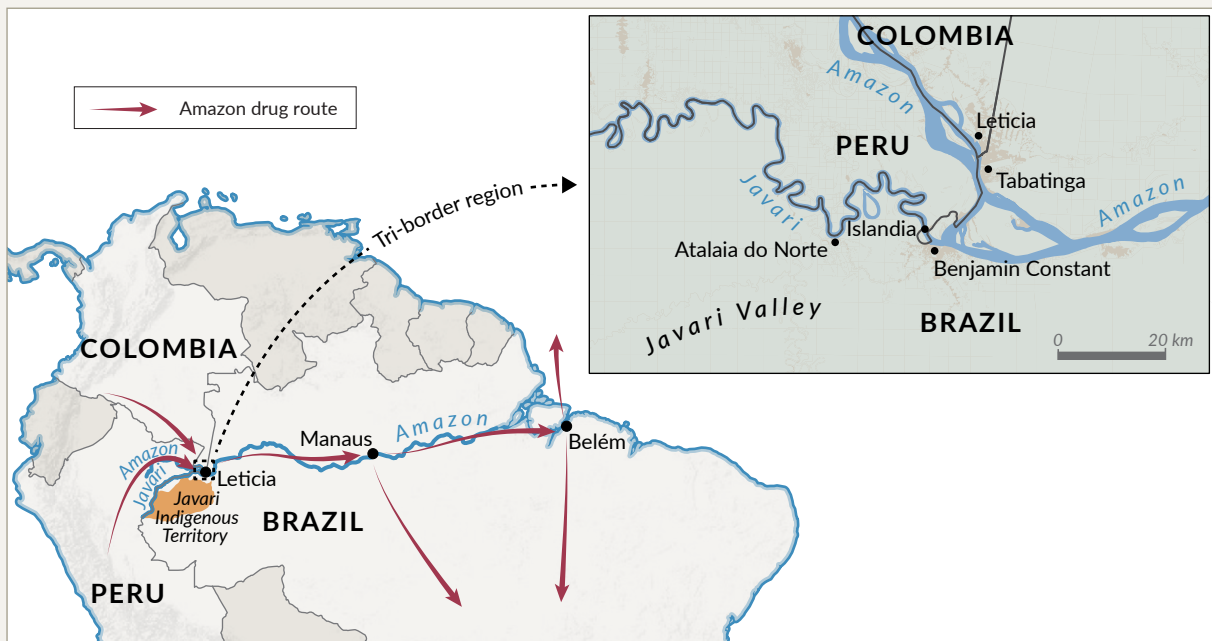 Amazon drug route
Tri-border region
COLOMBIA
Amazon
Javari
Leticia
Javari
Indigenous
Territory
PERU
BRAZIL
Manaus
Amazon
Belém
COLOMBIA
Amazon
Leticia
PERU
Tabatinga
Javari
Amazon
Islandia
Atalaia do Norte
Benjamin Constant
Javari Valley
BRAZIL
0 20 km